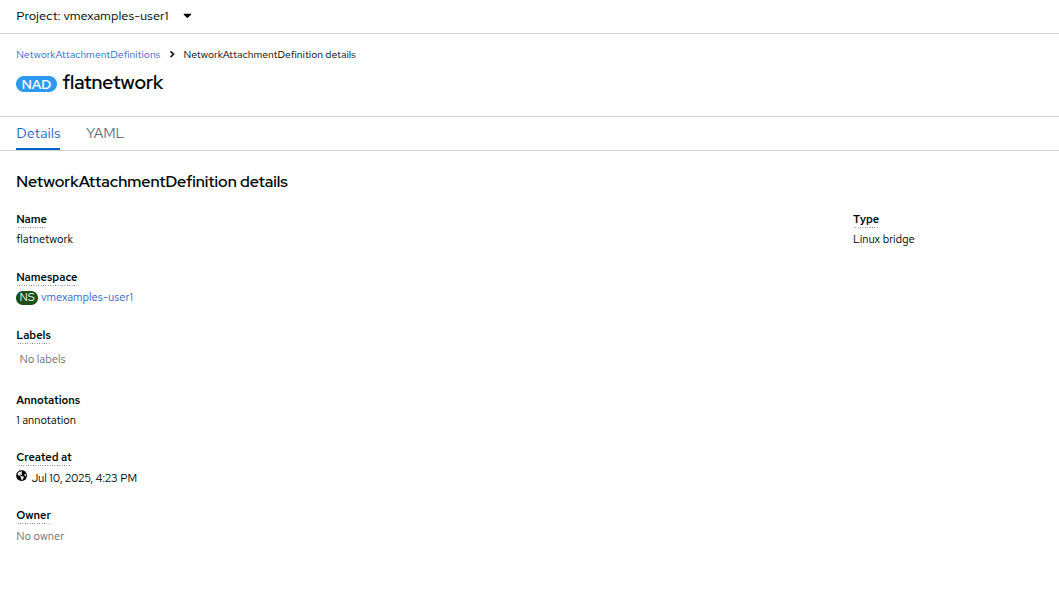 Project: vmexamples-user1
NetworkAttachmentDefinitions > NetworkAttachmentDefinition details
NAD flatnetwork
Details YAML
NetworkAttachmentDefinition details
Name
flatnetwork
Type
Linux bridge
Namespace
NS vmexamples-user1
Labels
No labels
Annotations
1 annotation
Created at
Jul 10, 2025, 4:23 PM
Owner
No owner